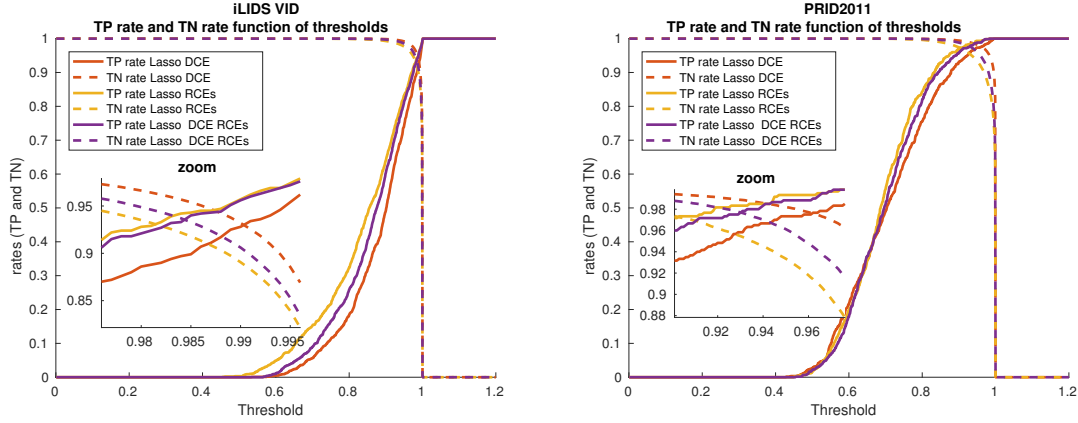 iLIDS VID
TP rate and TN rate function of thresholds
1
0.9
0.8
0.7
0.6
0.5
0.4
0.3
0.2
0.1
0
rates (TP and TN)
TP rate Lasso DCE
TN rate Lasso DCE
TP rate Lasso RCEs
TN rate Lasso RCEs
TP rate Lasso DCE RCEs
TN rate Lasso DCE RCEs
zoom
0.95
0.9
0.85
0.98 0.985 0.99 0.995
0 0.2 0.4 0.6 0.8 1 1.2
Threshold
PRID2011
TP rate and TN rate function of thresholds
1
0.9
0.8
0.7
0.6
0.5
0.4
0.3
0.2
0.1
0
rates (TP and TN)
TP rate Lasso DCE
TN rate Lasso DCE
TP rate Lasso RCEs
TN rate Lasso RCEs
TP rate Lasso DCE RCEs
TN rate Lasso DCE RCEs
zoom
0.98
0.96
0.94
0.92
0.9
0.88
0.92 0.94 0.96
0 0.2 0.4 0.6 0.8 1 1.2
Threshold